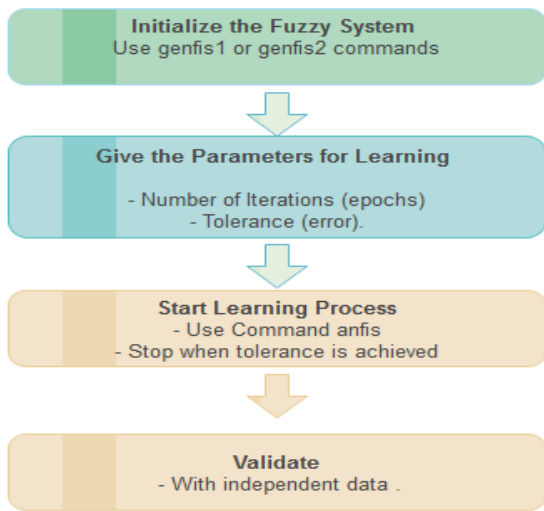 Initialize the Fuzzy System
Use genfis1 or genfis2 commands
Give the Parameters for Learning
- Number of Iterations (epochs)
- Tolerance (error).
Start Learning Process
- Use Command anfis
- Stop when tolerance is achieved
Validate
- With independent data .